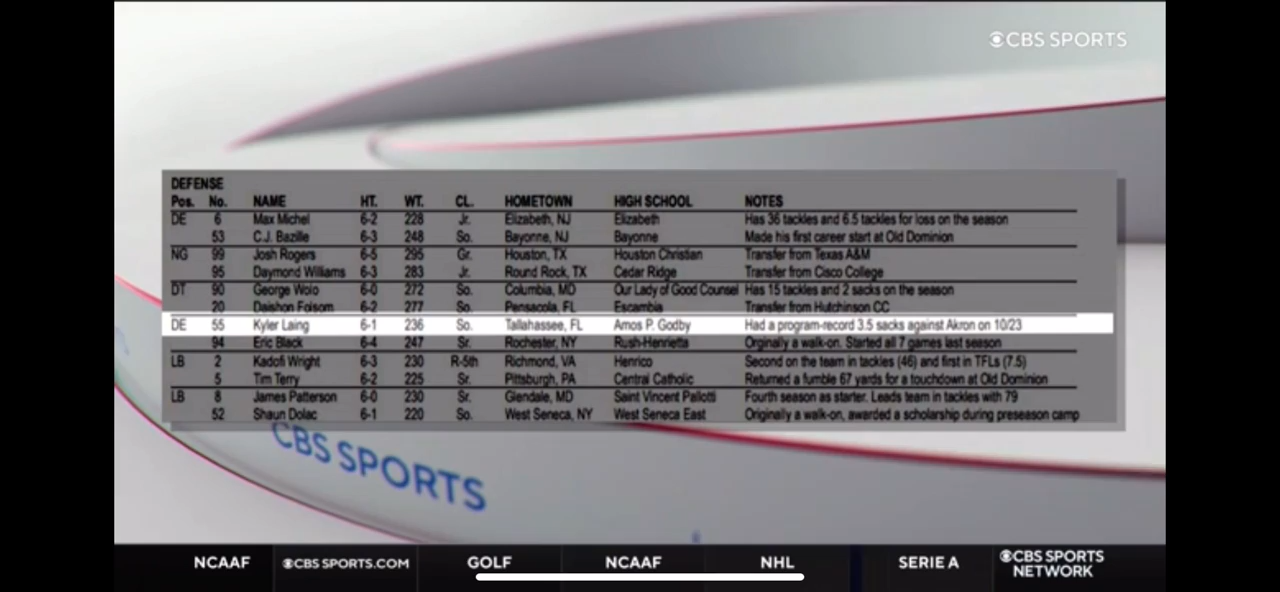 CBS SPORTS
DEFENSE
Pos. No. NAME HT. WT. CL. HOMETOWN HIGH SCHOOL NOTES
DE 6 Max Michel 6-2 228 Jr. Elizabeth, NJ Elizabeth Has 36 tackles and 6.5 tackles for loss on the season
53 C.J. Bazille 6-3 248 So. Bayonne, NJ Bayonne Made his first career start at Old Dominion
NG 99 Josh Rogers 6-5 295 Gr. Houston, TX Houston Christian Transfer from Texas A&M
95 Daymond Williams 6-3 283 Jr. Round Rock, TX Cedar Ridge Transfer from Cisco College
DT 90 George Wolo 6-0 272 So. Columbia, MD Our Lady of Good Counsel Has 15 tackles and 2 sacks on the season
20 Daishon Folsom 6-2 277 So. Pensacola, FL Escambia Transfer from Hutchinson CC
DE 55 Kyler Laing 6-1 236 So. Tallahassee, FL Amos P. Godby Had a program-record 3.5 sacks against Akron on 10/23
94 Eric Black 6-4 247 Sr. Rochester, NY Rush-Henrietta Orginally a walk-on. Started all 7 games last season
LB 2 Kadofi Wright 6-3 230 R-5th Richmond, VA Henrico Second on the team in tackles (46) and first in TFLs (7.5)
5 Tim Terry 6-2 225 Sr. Pittsburgh, PA Central Catholic Returned a fumble 67 yards for a touchdown at Old Dominion
LB 8 James Patterson 6-0 230 Sr. Glendale, MD Saint Vincent Pallotti Fourth season as starter. Leads team in tackles with 79
52 Shaun Dolac 6-1 220 So. West Seneca, NY West Seneca East Originally a walk-on, awarded a scholarship during preseason camp
CBS SPORTS
NCAAF CBS SPORTS.COM GOLF NCAAF NHL SERIE A CBS SPORTS NETWORK